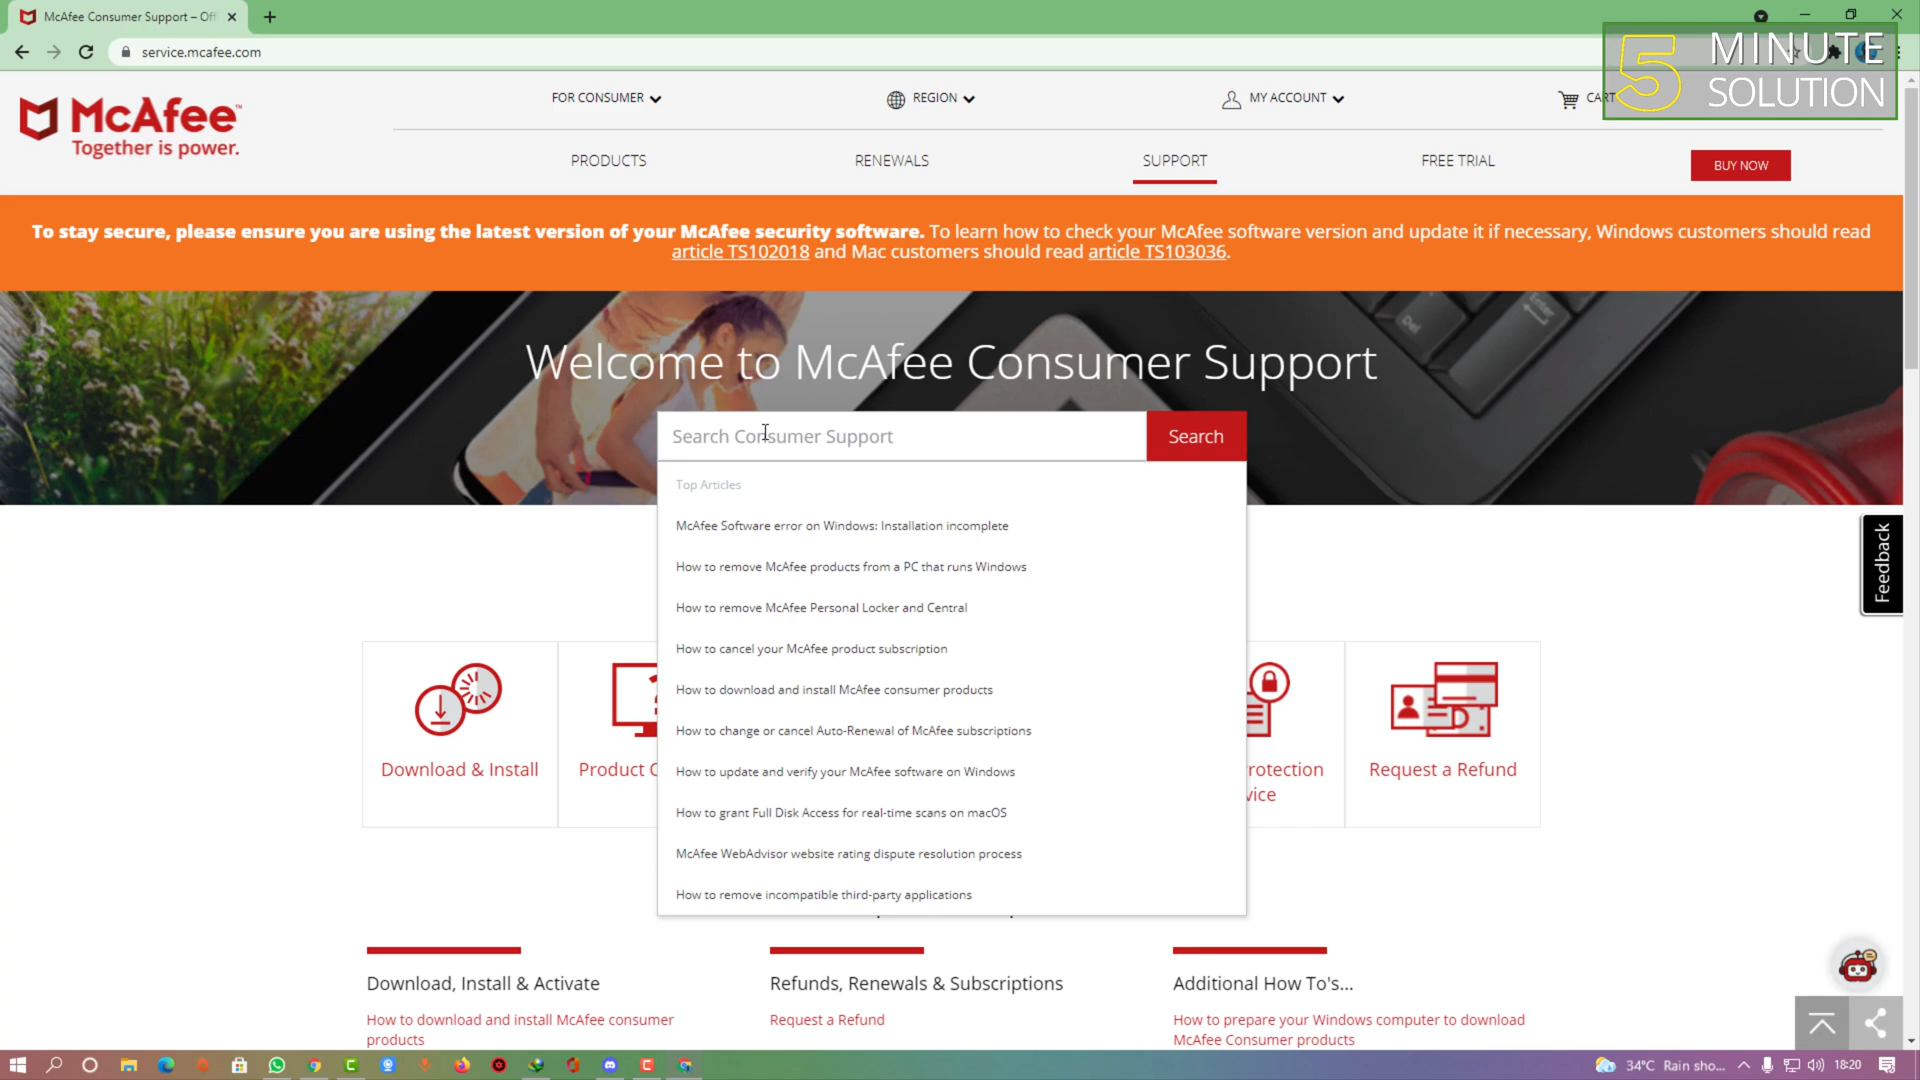 McAfee Consumer Support – Off
service.mcafee.com
5 MINUTE
SOLUTION
McAfee™
Together is power.
FOR CONSUMER
REGION
MY ACCOUNT
CART
PRODUCTS
RENEWALS
SUPPORT
FREE TRIAL
BUY NOW
To stay secure, please ensure you are using the latest version of your McAfee security software. To learn how to check your McAfee software version and update it if necessary, Windows customers should read
article TS102018 and Mac customers should read article TS103036.
Del
Enter
Welcome to McAfee Consumer Support
Search Consumer Support
Search
Top Articles
McAfee Software error on Windows: Installation incomplete
How to remove McAfee products from a PC that runs Windows
How to remove McAfee Personal Locker and Central
How to cancel your McAfee product subscription
How to download and install McAfee consumer products
How to change or cancel Auto-Renewal of McAfee subscriptions
How to update and verify your McAfee software on Windows
How to grant Full Disk Access for real-time scans on macOS
McAfee WebAdvisor website rating dispute resolution process
How to remove incompatible third-party applications
Feedback
Download & Install
Product
rotection
vice
Request a Refund
Download, Install & Activate
How to download and install McAfee consumer
products
Refunds, Renewals & Subscriptions
Request a Refund
Additional How To's...
How to prepare your Windows computer to download
McAfee Consumer products
34°C Rain sho...
18:20